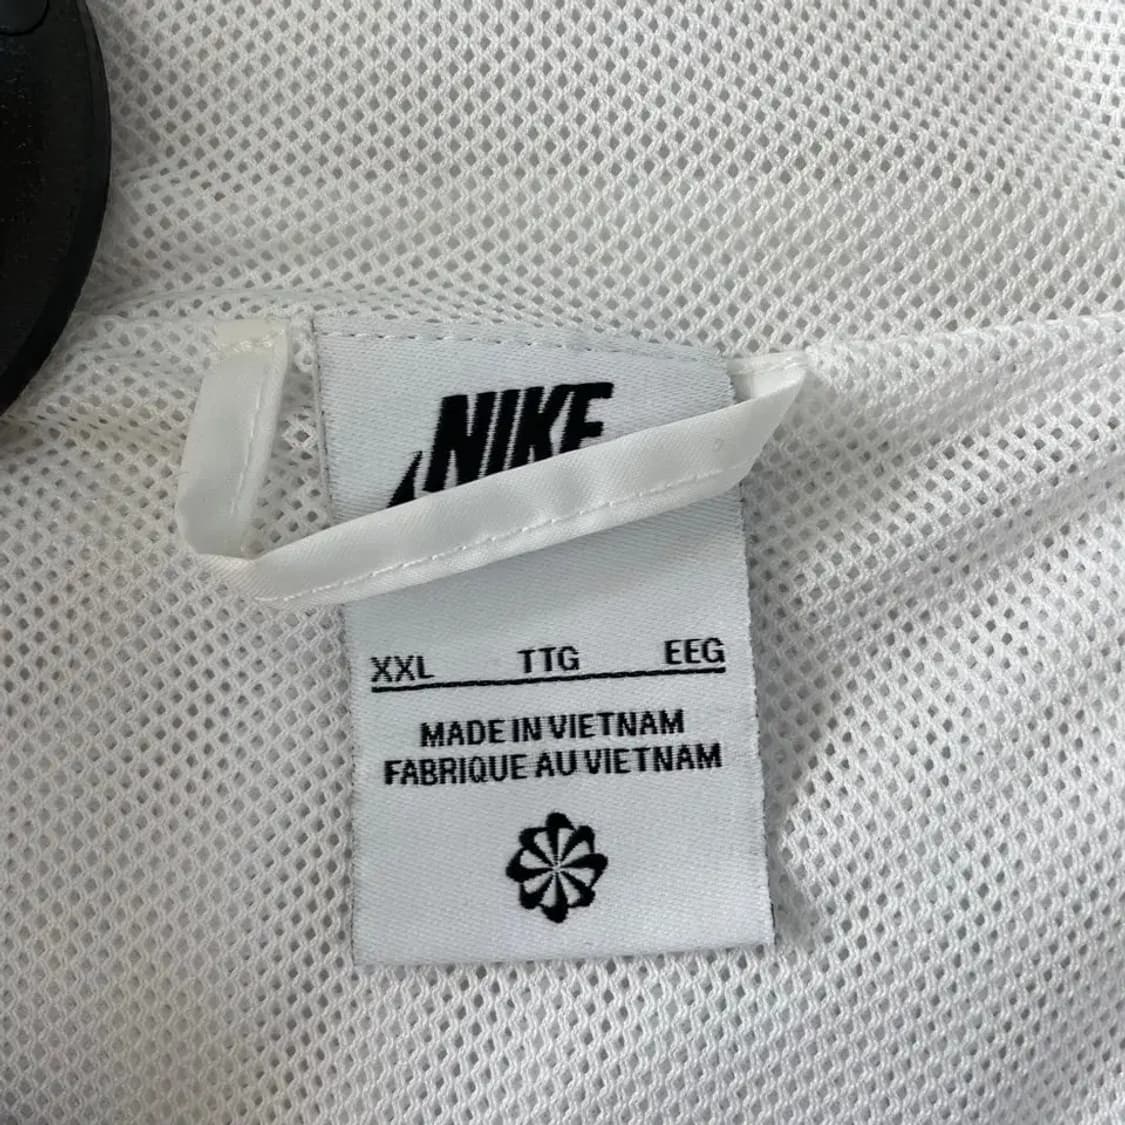 NIKE
XXL TTG EEG
MADE IN VIETNAM
FABRIQUE AU VIETNAM